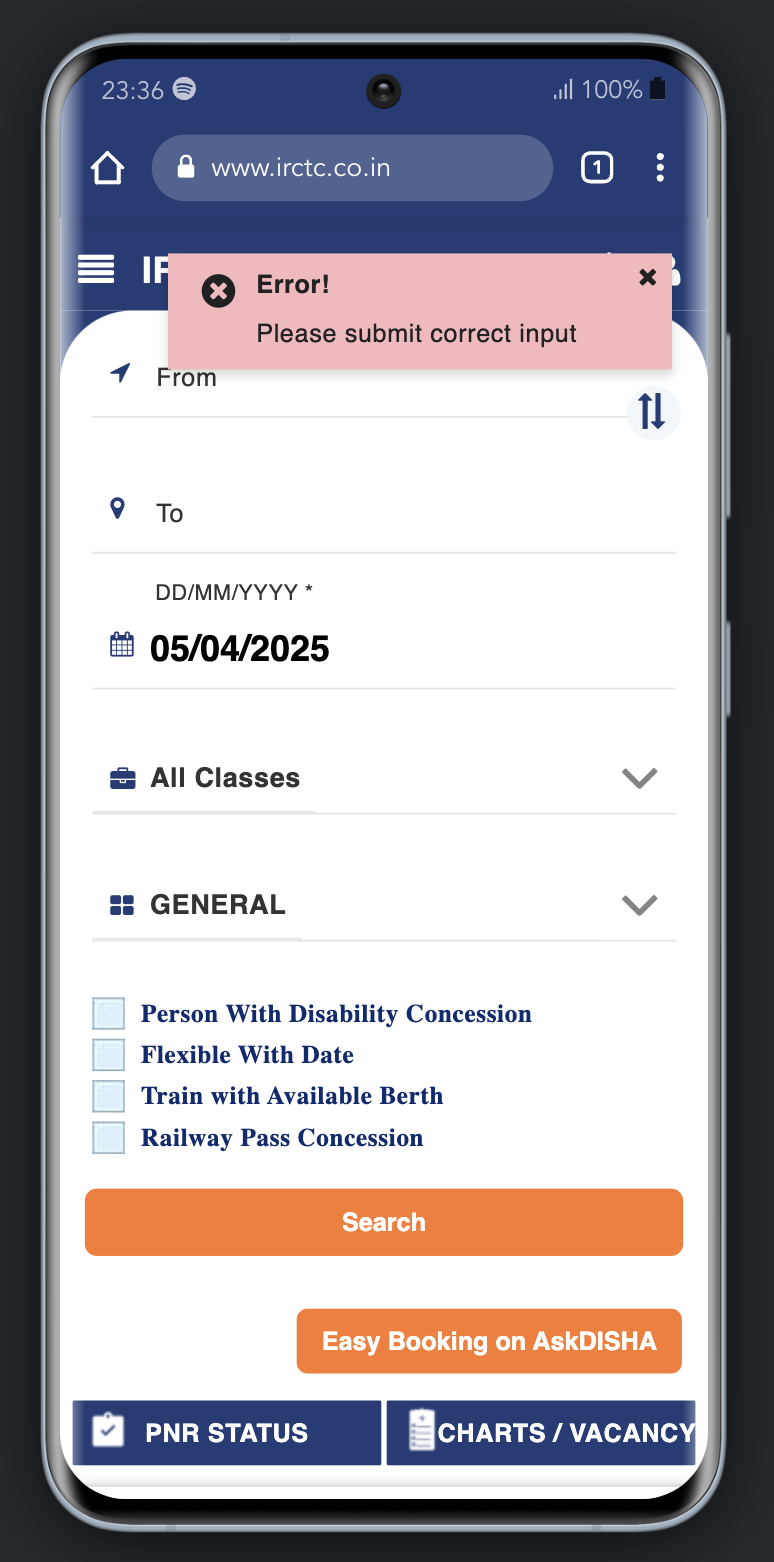 23:36 100%
www.irctc.co.in 1
Error!
Please submit correct input
From
To
DD/MM/YYYY *
05/04/2025
All Classes
GENERAL
Person With Disability Concession
Flexible With Date
Train with Available Berth
Railway Pass Concession
Search
Easy Booking on AskDISHA
PNR STATUS
CHARTS / VACANCY